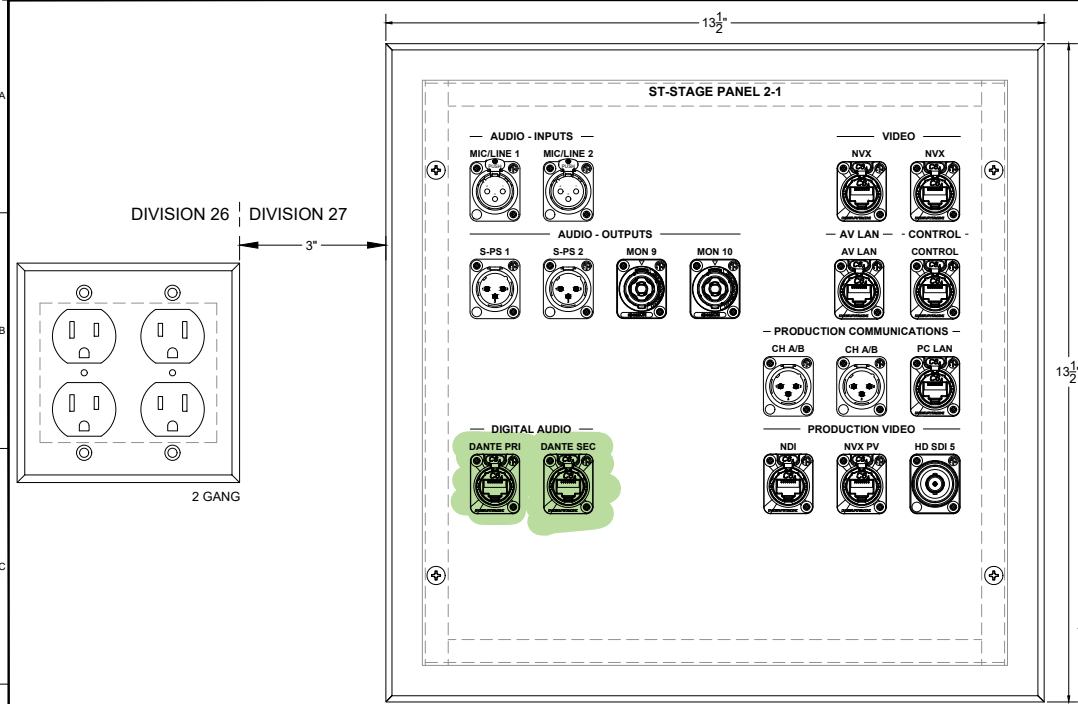 13 1/2"
A
ST-STAGE PANEL 2-1
AUDIO - INPUTS
VIDEO
MIC/LINE 1 MIC/LINE 2
NVX NVX
PUSH PUSH
DIVISION 26 DIVISION 27
3"
AUDIO - OUTPUTS
AV LAN - CONTROL -
S-PS 1 S-PS 2 MON 9 MON 10
AV LAN CONTROL
B
PRODUCTION COMMUNICATIONS
CH A/B CH A/B PC LAN
13 1/2"
DIGITAL AUDIO
PRODUCTION VIDEO
DANTE PRI DANTE SEC
NDI NVX PV HD SDI 5
2 GANG
C